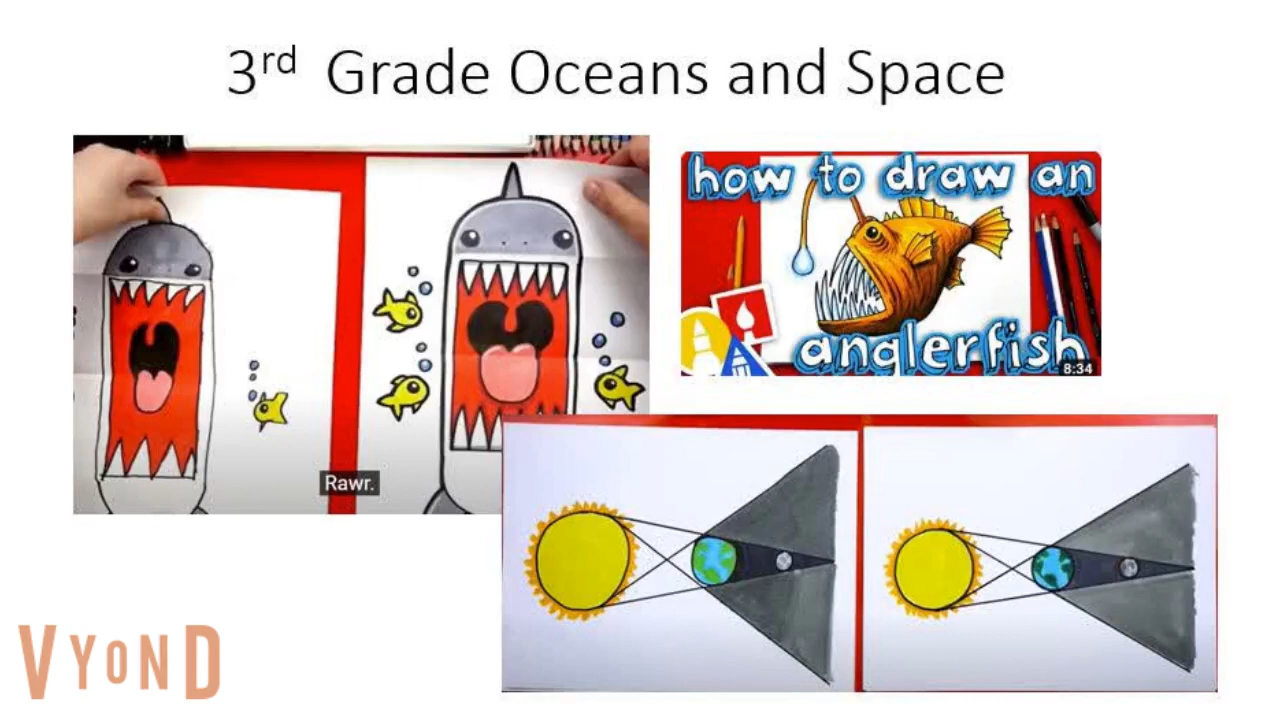 3rd Grade Oceans and Space
how to draw an
anglerfish
8:34
Rawr.
VYOND